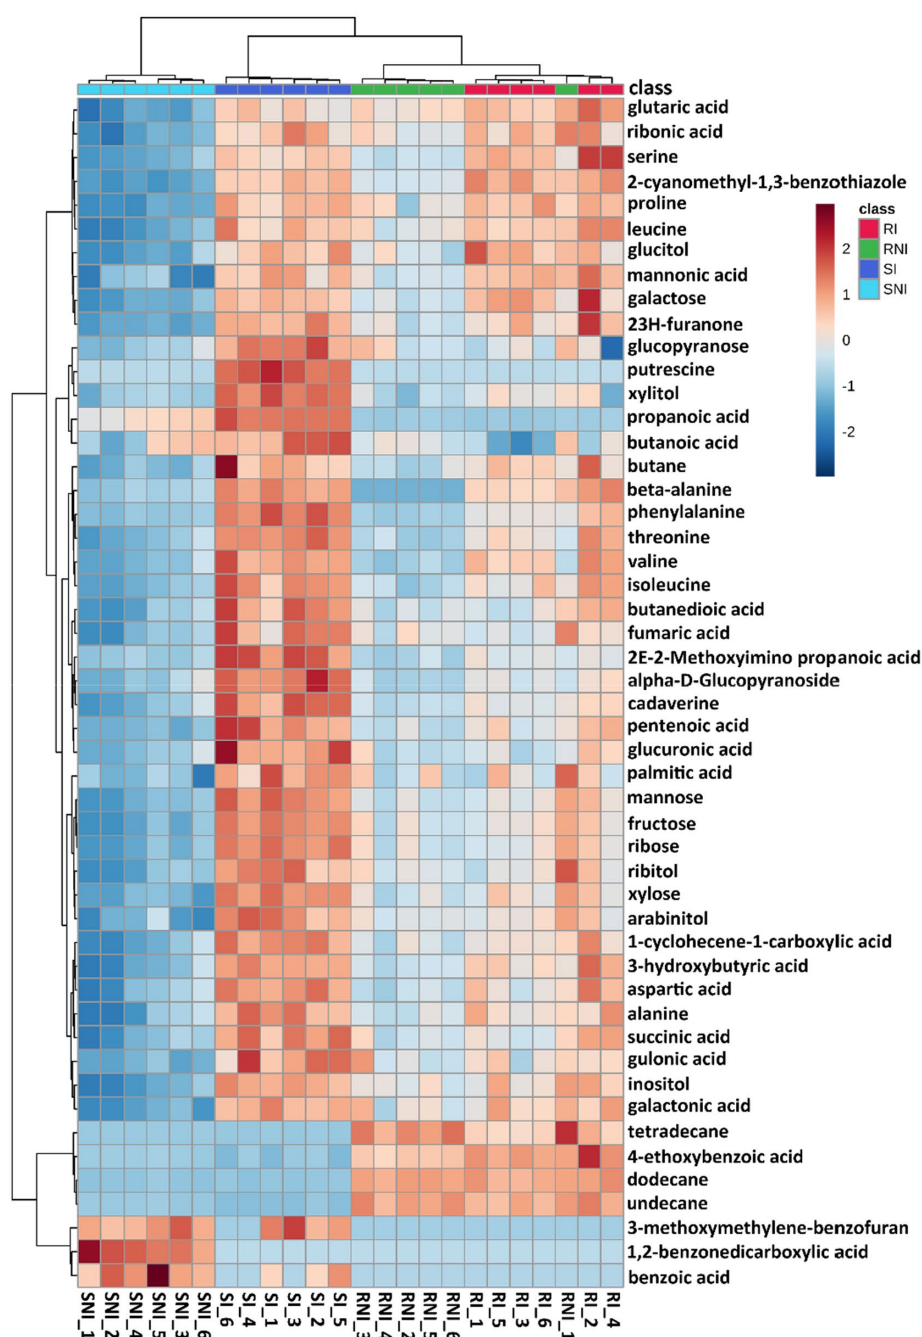 class
glutaric acid
ribonic acid
serine
2-cyanomethyl-1,3-benzothiazole
proline
leucine
glucitol
mannonic acid
galactose
23H-furanone
glucopyranose
putrescine
xylitol
propanoic acid
butanoic acid
butane
beta-alanine
phenylalanine
threonine
valine
isoleucine
butanedioic acid
fumaric acid
2E-2-Methoxyimino propanoic acid
alpha-D-Glucopyranoside
cadaverine
pentenoic acid
glucuronic acid
palmitic acid
mannose
fructose
ribose
ribitol
xylose
arabinitol
1-cyclohecene-1-carboxylic acid
3-hydroxybutyric acid
aspartic acid
alanine
succinic acid
gulonic acid
inositol
galactonic acid
tetradecane
4-ethoxybenzoic acid
dodecane
undecane
3-methoxymethylene-benzofuran
1,2-benzonedicarboxylic acid
benzoic acid
class
RI
RNI
SI
SNI
2
1
0
-1
-2
SNI_1
SNI_2
SNI_4
SNI_5
SNI_3
SNI_6
SI_6
SI_4
SI_1
SI_3
SI_2
SI_5
RNI_3
RNI_4
RNI_2
RNI_5
RNI_6
RI_1
RI_5
RI_3
RI_6
RNI_1
RI_2
RI_4